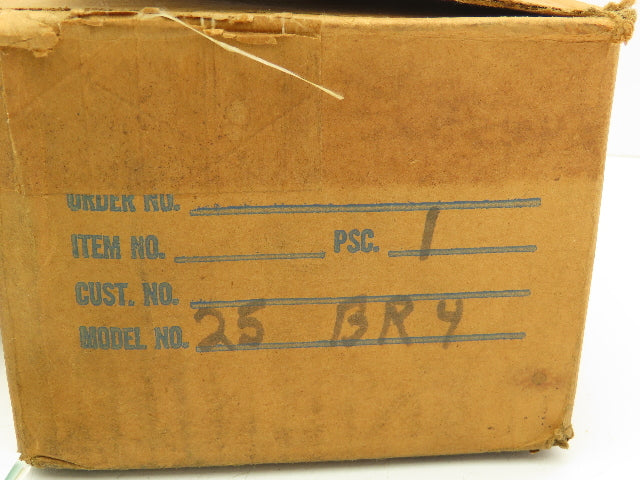 ORDER NO.
ITEM NO. PSC. 1
CUST. NO.
MODEL NO. 25 BR4